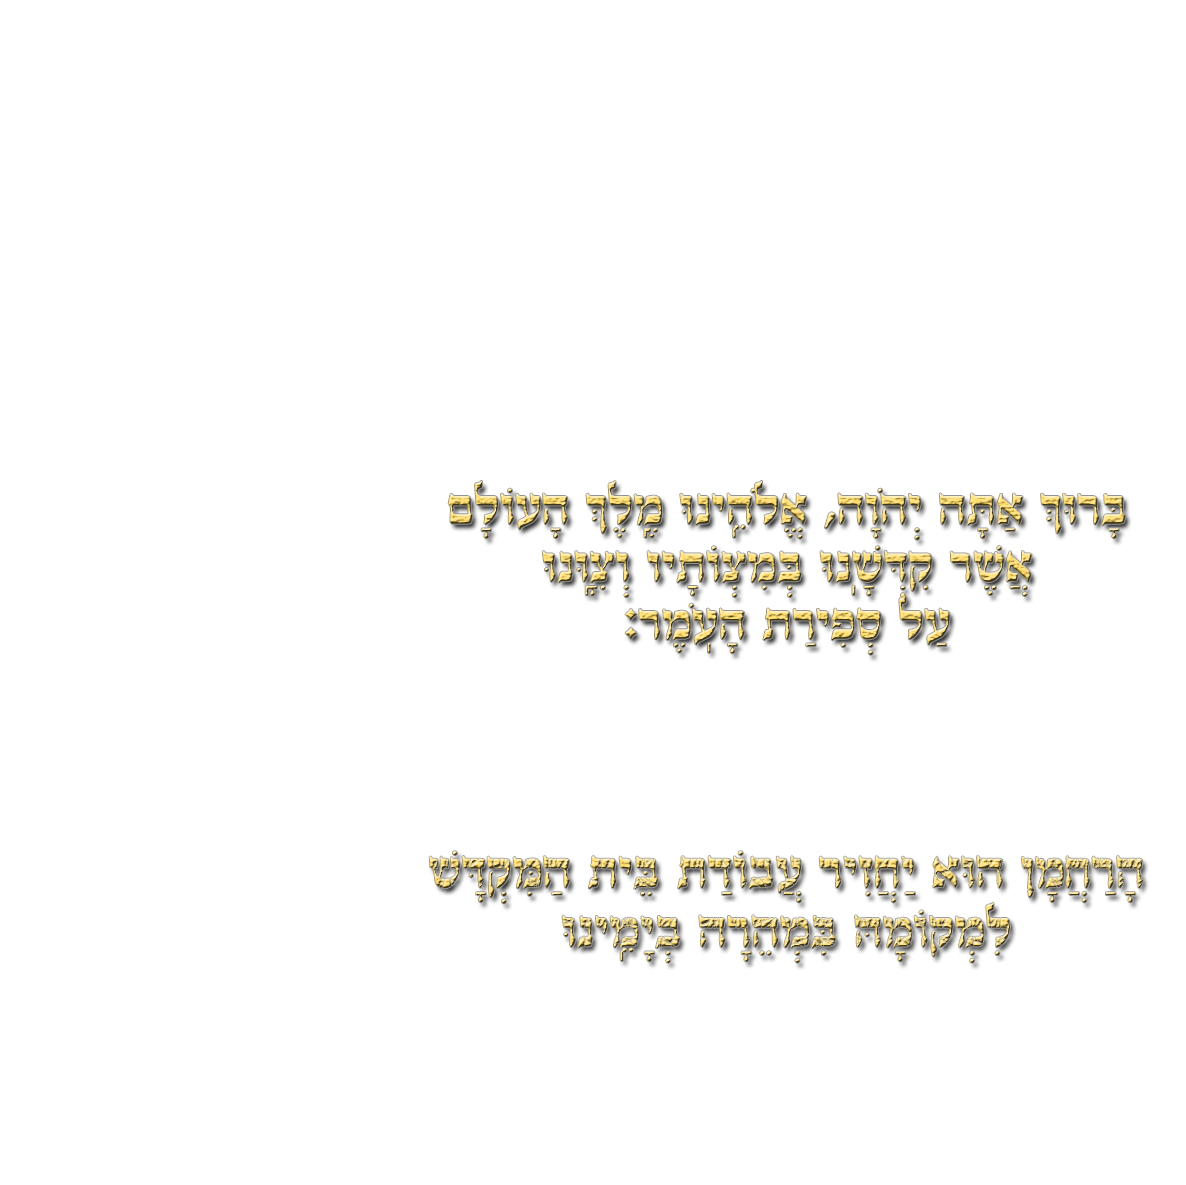 בָּרוּךְ אַתָּה יְהֹוָה, אֱלֹהֵֽינוּ מֶֽלֶךְ הָעוֹלָם
אֲשֶׁר קִדְּשָֽׁנוּ בְּמִצְוֹתָיו וְצִוָּֽנוּ
עַל סְפִירַת הָעֹֽמֶר:
הָרַחֲמָן הוּא יַחֲזִיר עֲבוֹדַת בֵּית הַמִּקְדָּשׁ
לִמְקוֹמָהּ בִּמְהֵרָה בְּיָמֵֽינוּ